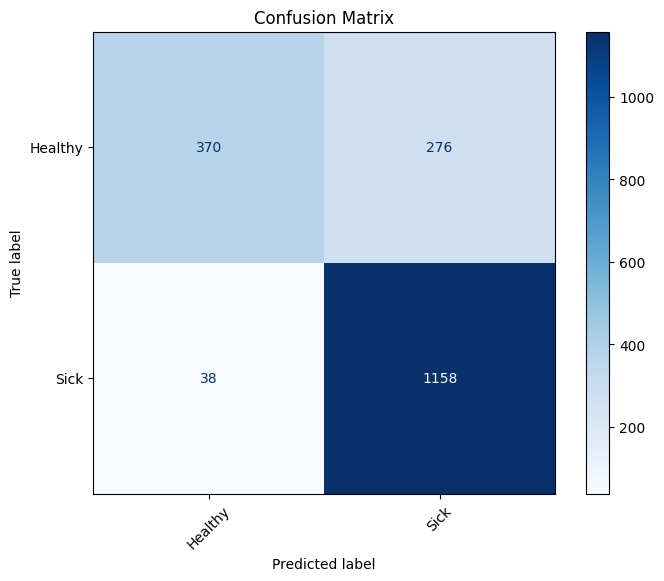 Confusion Matrix
True label
Healthy
370
276
Sick
38
1158
Healthy
Sick
Predicted label
1000
800
600
400
200